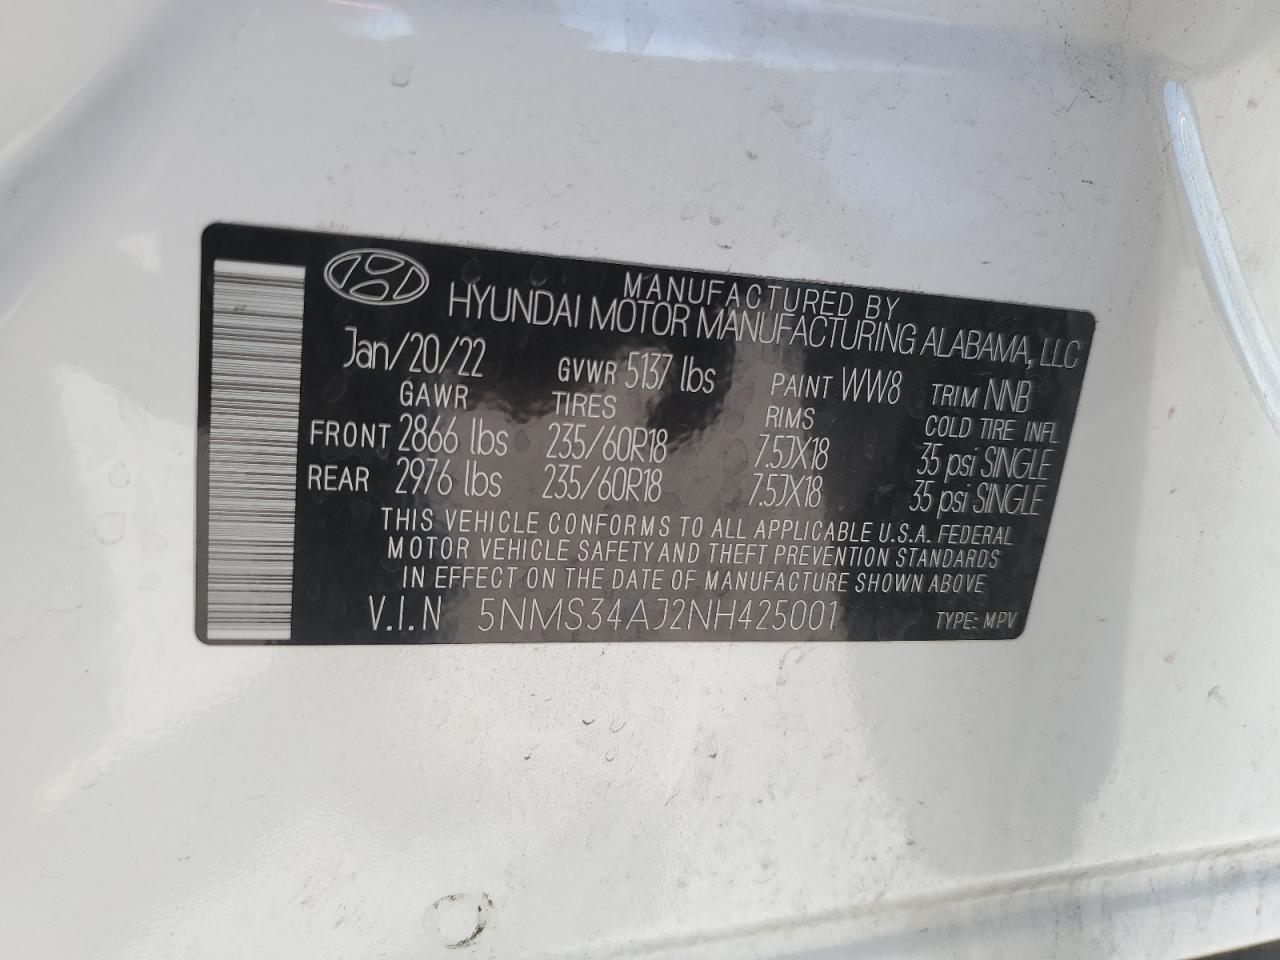 MANUFACTURED BY
HYUNDAI MOTOR MANUFACTURING ALABAMA, LLC
Jan/20/22 GVWR 5137 lbs PAINT WW8 TRIM NNB
GAWR TIRES RIMS COLD TIRE INFL
FRONT 2866 lbs 235/60R18 7.5JX18 35 psi SINGLE
REAR 2976 lbs 235/60R18 7.5JX18 35 psi SINGLE
THIS VEHICLE CONFORMS TO ALL APPLICABLE U.S.A. FEDERAL
MOTOR VEHICLE SAFETY AND THEFT PREVENTION STANDARDS
IN EFFECT ON THE DATE OF MANUFACTURE SHOWN ABOVE
V.I.N 5NMS34AJ2NH425001 TYPE: MPV